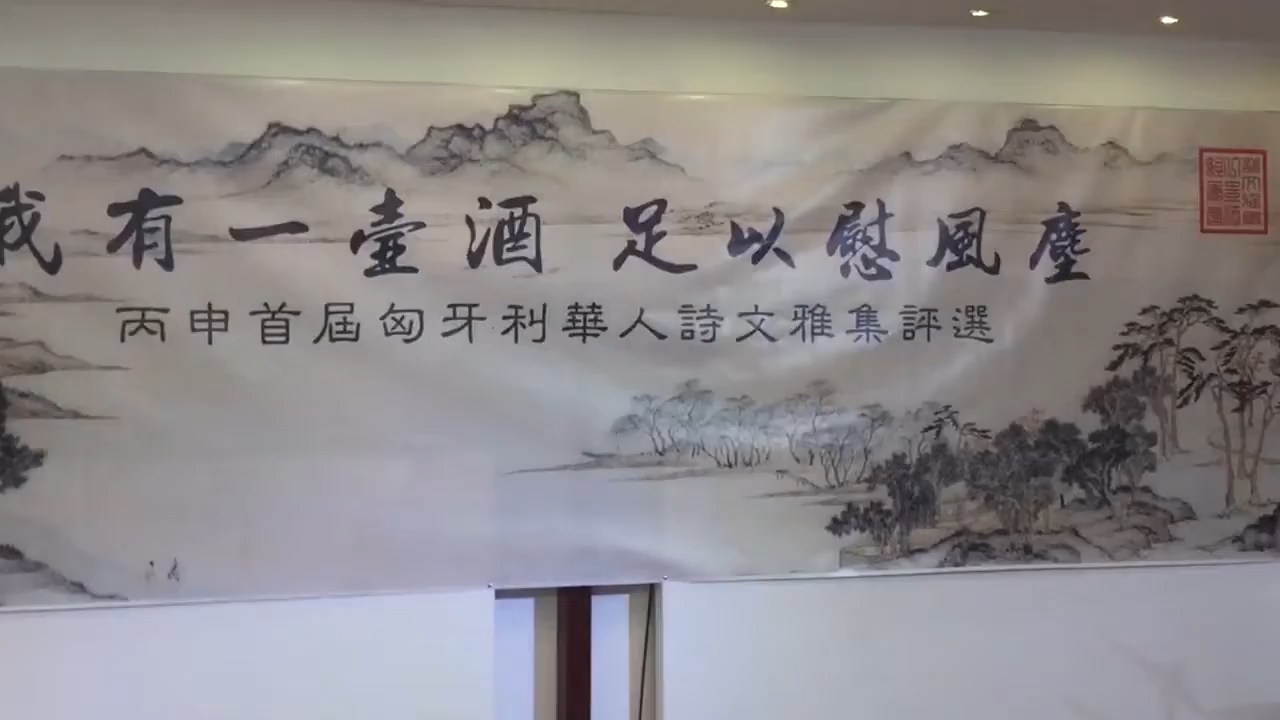 我有一壺酒 足以慰風塵
丙申首屆匈牙利華人詩文雅集評選